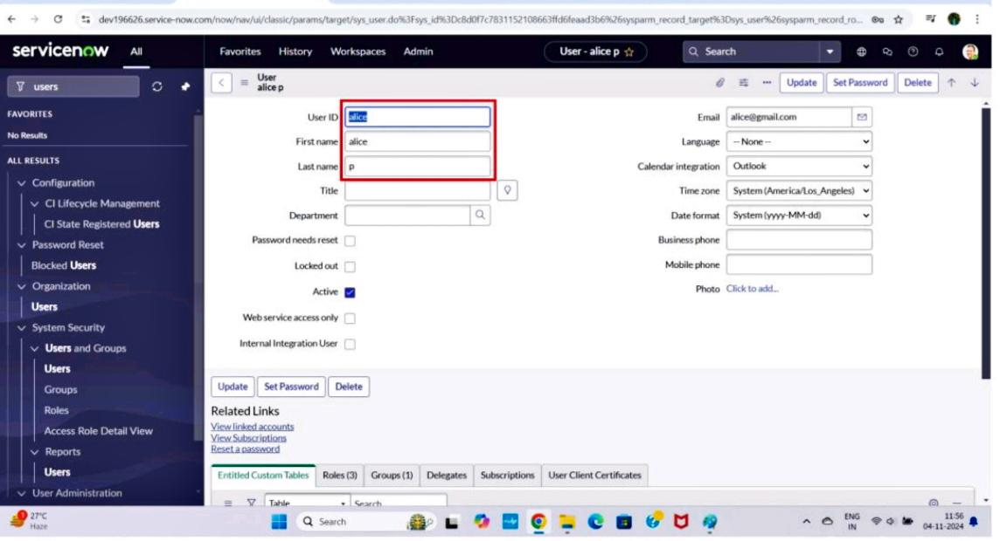 dev196626.service-now.com/now/nav/ui/classic/params/target/sys_user.do%3Fsys_id%3Dc8d0f7c7831152108663ffd6feaad3b6%26sysparm_record_target%3Dsys_user%26sysparm_record_ro...
servicenow All Favorites History Workspaces Admin User - alice p Search
users
User
alice p
Update Set Password Delete
FAVORITES
No Results
ALL RESULTS
Configuration
CI Lifecycle Management
CI State Registered Users
Password Reset
Blocked Users
Organization
Users
System Security
Users and Groups
Users
Groups
Roles
Access Role Detail View
Reports
Users
User Administration
User ID alice
First name alice
Last name p
Title
Department
Password needs reset
Locked out
Active
Web service access only
Internal Integration User
Email alice@gmail.com
Language -- None --
Calendar integration Outlook
Time zone System (America/Los_Angeles)
Date format System (yyyy-MM-dd)
Business phone
Mobile phone
Photo Click to add...
Update Set Password Delete
Related Links
View linked accounts
View Subscriptions
Reset a password
Entitled Custom Tables Roles (3) Groups (1) Delegates Subscriptions User Client Certificates
Table Search
27°C
Haze
Search
ENG
IN
11:56
04-11-2024